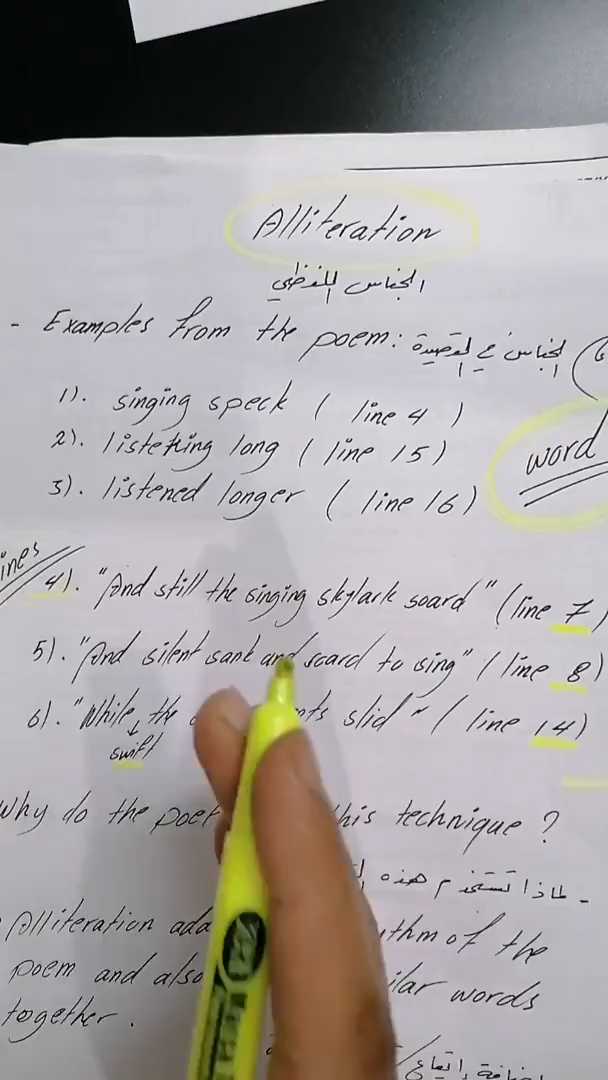 Alliteration
الجناس اللفظي
- Examples from the poem: الجناس في القصيدة
1). singing speck ( line 4 )
word
2). listening long ( line 15 )
3). listened longer ( line 16 )
ines
4). "And still the singing skylark soard" (line 7)
5). "And silent sank and soard to sing" ( line 8)
6). "While the slid " ( line 14)
swift
Why do the poet this technique ?
- لماذا تستخدم هذه
Alliteration of the
poem and also words
together.
إضافة إيقاع